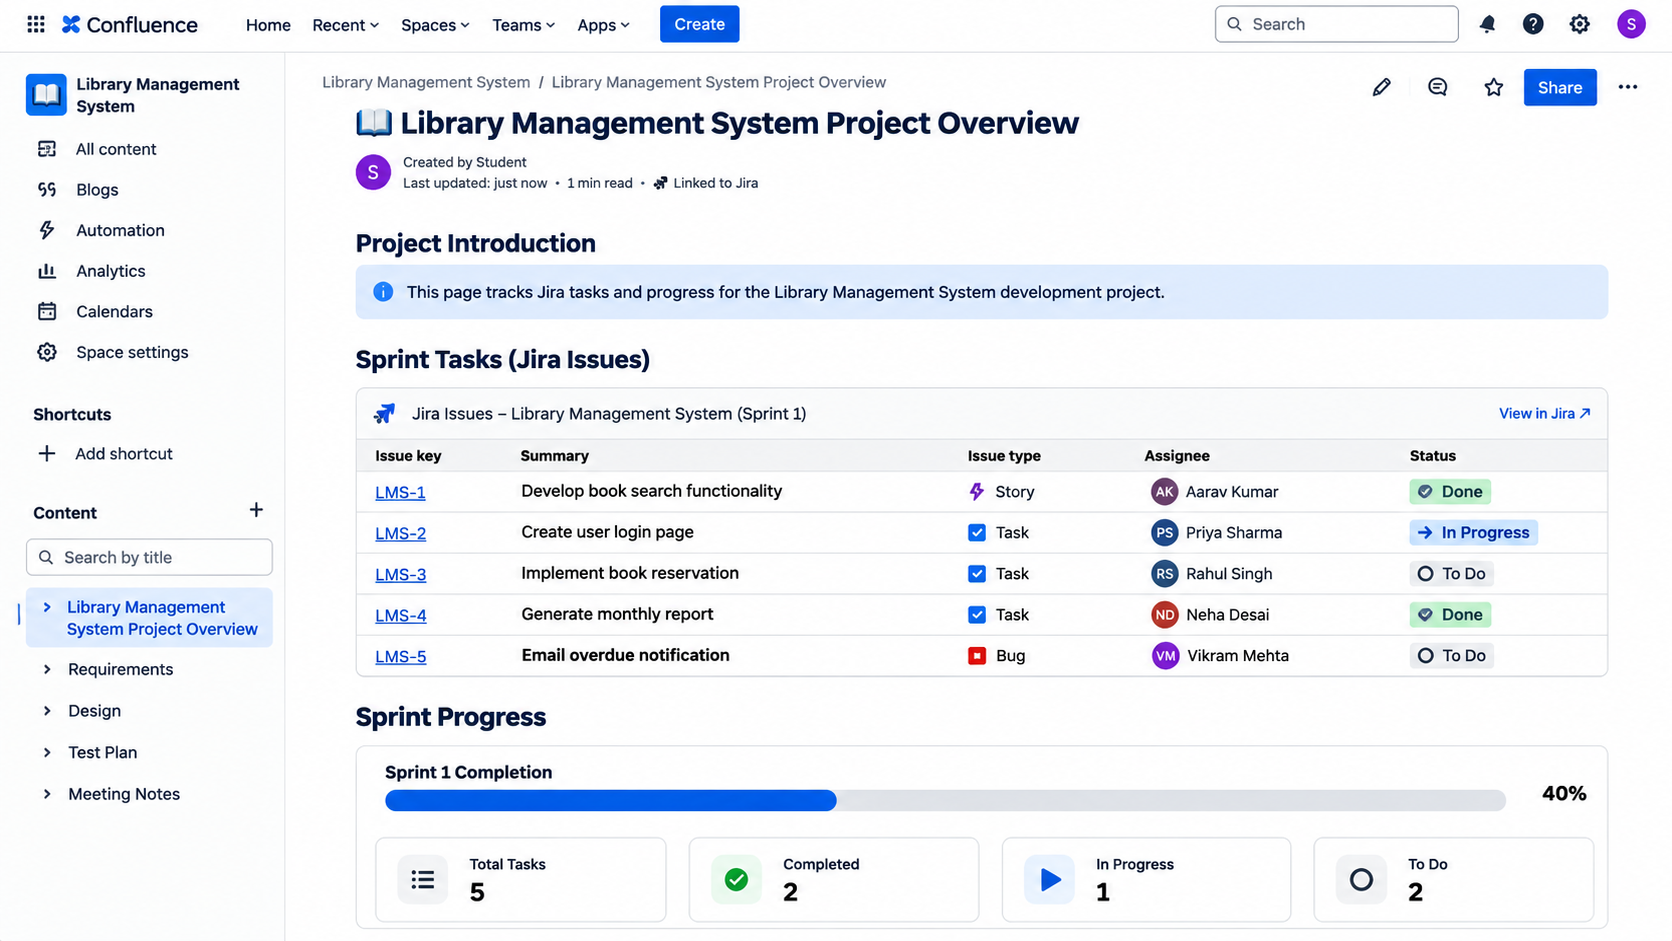 Confluence
Home Recent Spaces Teams Apps Create Search S
Library Management
System
All content
Blogs
Automation
Analytics
Calendars
Space settings
Shortcuts
Add shortcut
Content
Search by title
Library Management
System Project Overview
Requirements
Design
Test Plan
Meeting Notes
Library Management System / Library Management System Project Overview
Share
Library Management System Project Overview
S
Created by Student
Last updated: just now • 1 min read • Linked to Jira
Project Introduction
This page tracks Jira tasks and progress for the Library Management System development project.
Sprint Tasks (Jira Issues)
Jira Issues – Library Management System (Sprint 1) View in Jira
Issue key Summary Issue type Assignee Status
LMS-1 Develop book search functionality Story AK Aarav Kumar Done
LMS-2 Create user login page Task PS Priya Sharma In Progress
LMS-3 Implement book reservation Task RS Rahul Singh To Do
LMS-4 Generate monthly report Task ND Neha Desai Done
LMS-5 Email overdue notification Bug VM Vikram Mehta To Do
Sprint Progress
Sprint 1 Completion
40%
Total Tasks
5
Completed
2
In Progress
1
To Do
2